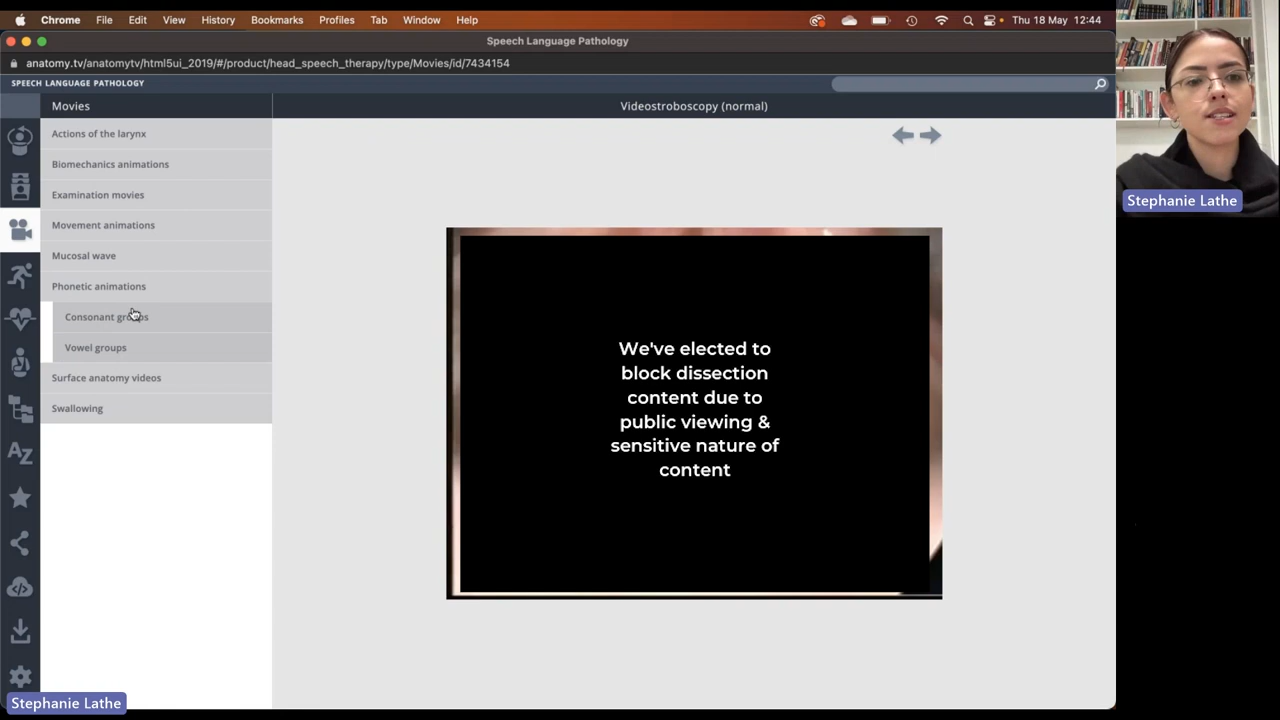 Chrome File Edit View History Bookmarks Profiles Tab Window Help Thu 18 May 12:44
Speech Language Pathology
anatomy.tv/anatomytv/html5ui_2019/#/product/head_speech_therapy/type/Movies/id/7434154
SPEECH LANGUAGE PATHOLOGY
Movies
Videostroboscopy (normal)
Actions of the larynx
Biomechanics animations
Examination movies
Movement animations
Mucosal wave
Phonetic animations
Consonant groups
Vowel groups
Surface anatomy videos
Swallowing
AZ
We've elected to
block dissection
content due to
public viewing &
sensitive nature of
content
Stephanie Lathe
Stephanie Lathe